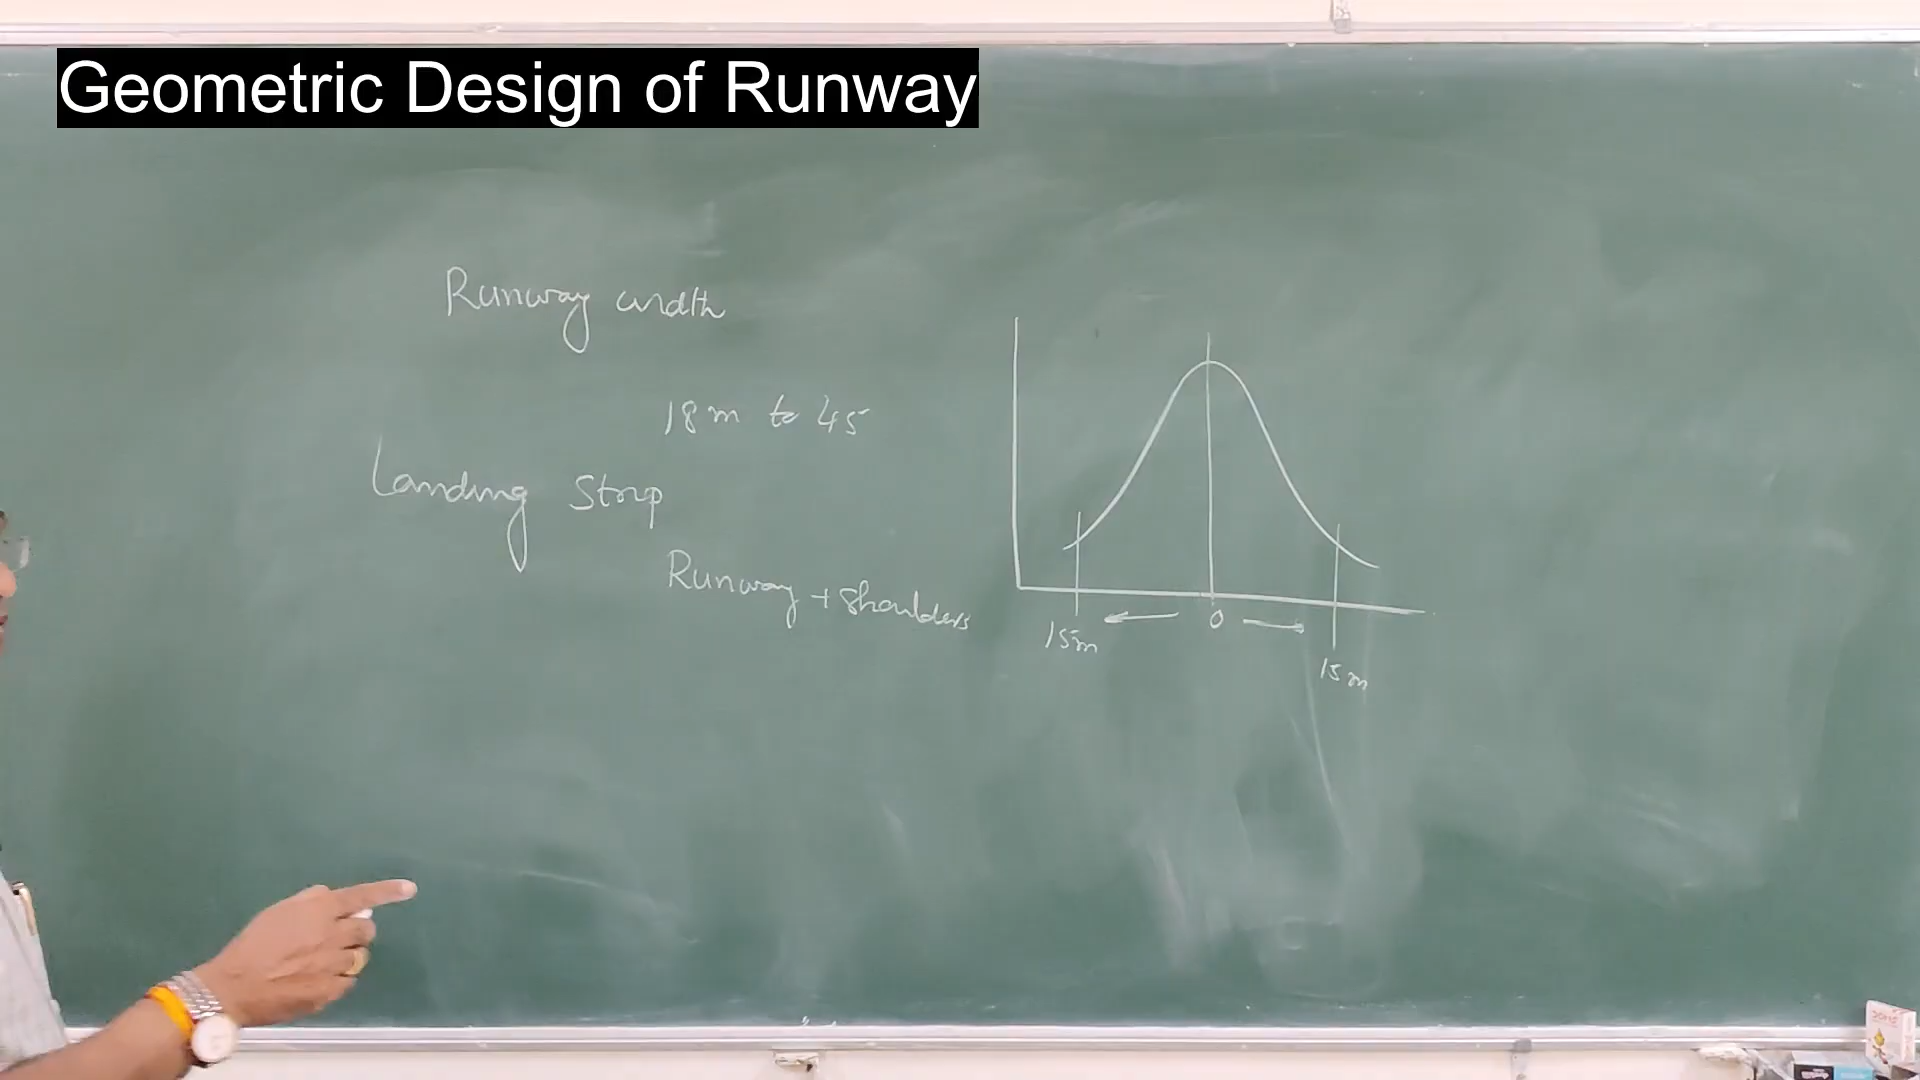 Geometric Design of Runway
Runway width
18m to 45
Landing Strip
Runway + Shoulders
15m
0
15m